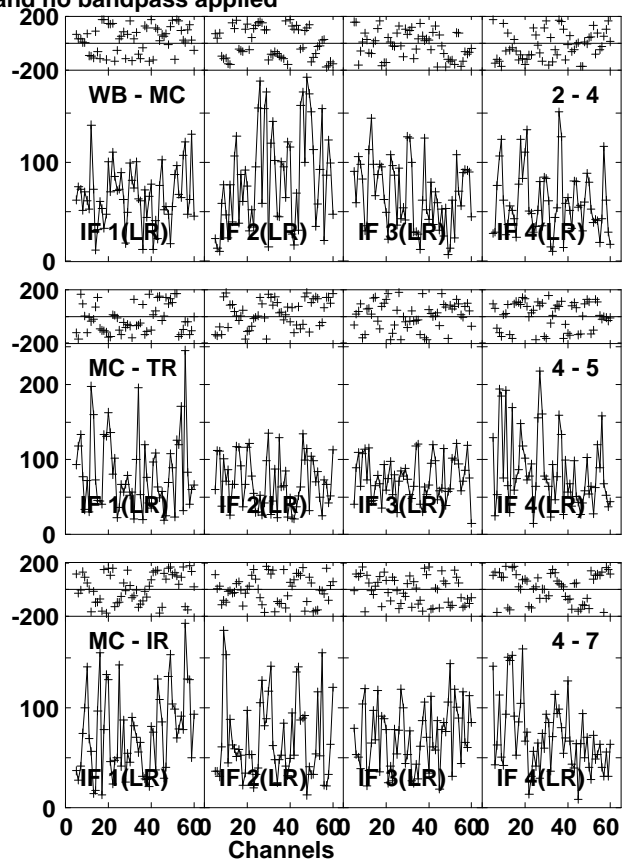 and no bandpass applied
200
-200
WB - MC
2 - 4
100
0
IF 1(LR) IF 2(LR) IF 3(LR) IF 4(LR)
200
-200
MC - TR
4 - 5
200
100
0
IF 1(LR) IF 2(LR) IF 3(LR) IF 4(LR)
200
-200
MC - IR
4 - 7
100
0
IF 1(LR) IF 2(LR) IF 3(LR) IF 4(LR)
0 20 40 60 0 20 40 60 0 20 40 60 0 20 40 60
Channels